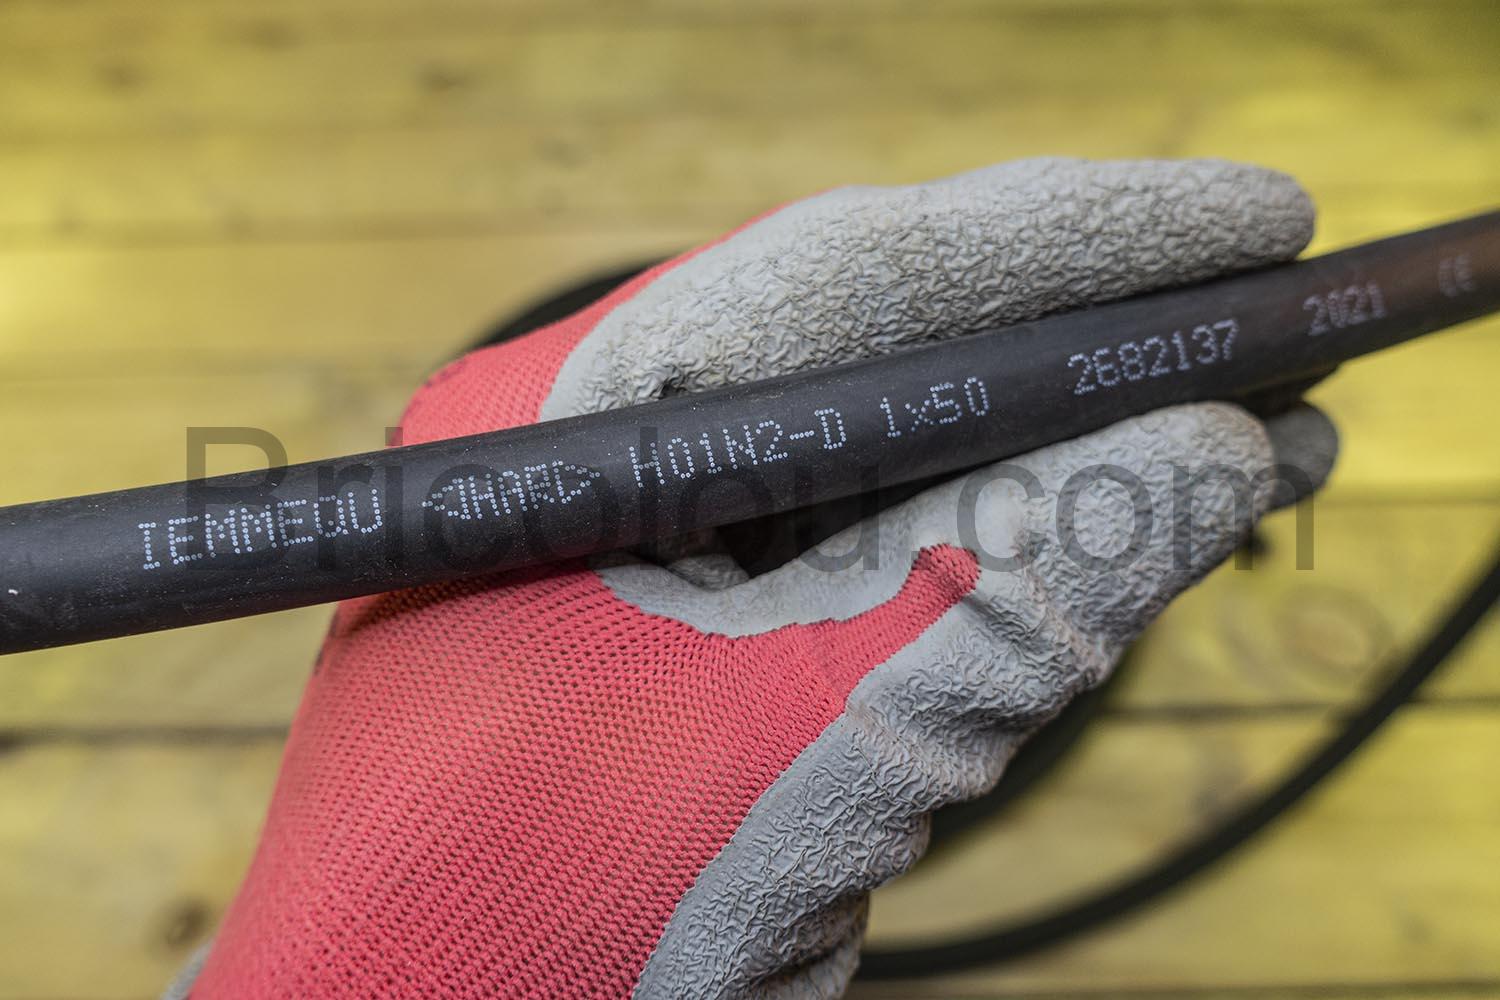 IEMMEQU <HAR> H01N2-D 1x50 2682137 2021 CE
Bricolou.com